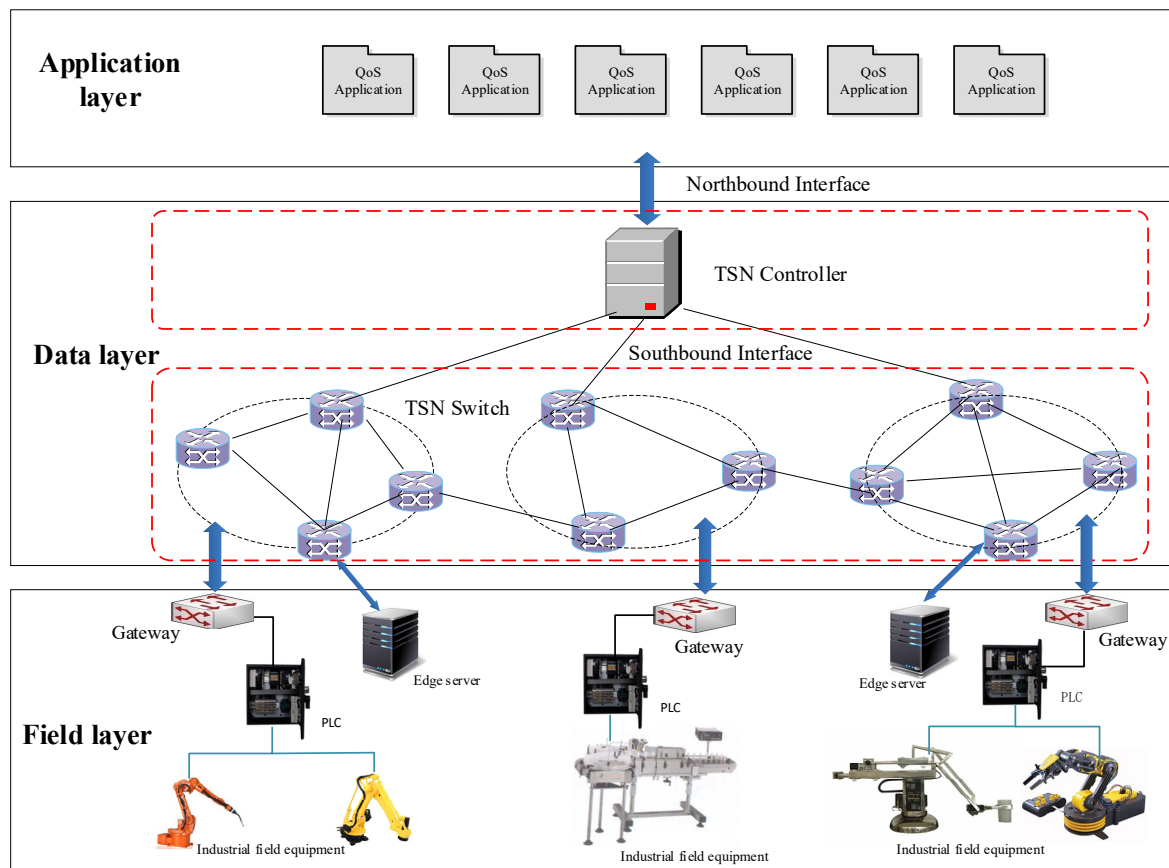 Application
layer
QoS
Application
QoS
Application
QoS
Application
QoS
Application
QoS
Application
QoS
Application
Northbound Interface
TSN Controller
Data layer
Southbound Interface
TSN Switch
Gateway
Edge server
PLC
Gateway
PLC
Edge server
Gateway
PLC
Field layer
Industrial field equipment
Industrial field equipment
Industrial field equipment